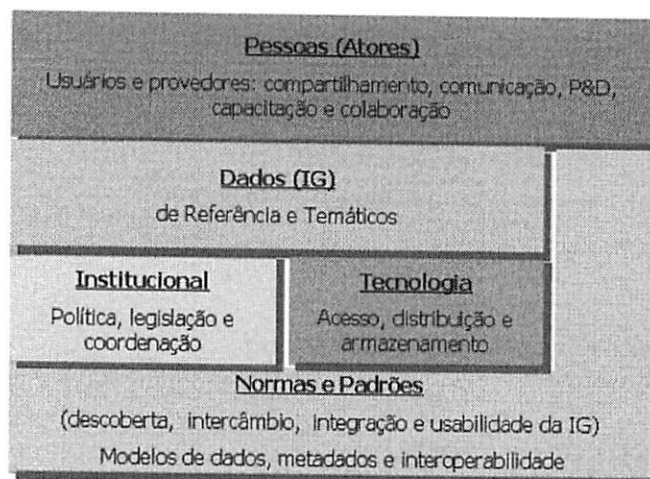 Pessoas (Atores)
Usuários e provedores: compartilhamento, comunicação, P&D,
capacitação e colaboração
Dados (IG)
de Referência e Temáticos
Institucional
Política, legislação e
coordenação
Tecnologia
Acesso, distribuição e
armazenamento
Normas e Padrões
(descoberta, intercâmbio, Integração e usabilidade da IG)
Modelos de dados, metadados e interoperabilidade